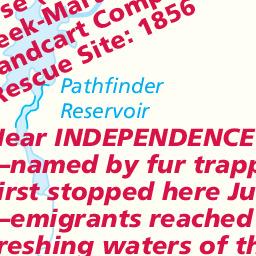 se
eek-Mar
andcart Comp
Rescue Site: 1856
Pathfinder
Reservoir
Near INDEPENDENCE
—named by fur trapp
irst stopped here Ju
—emigrants reached
reshing waters of th